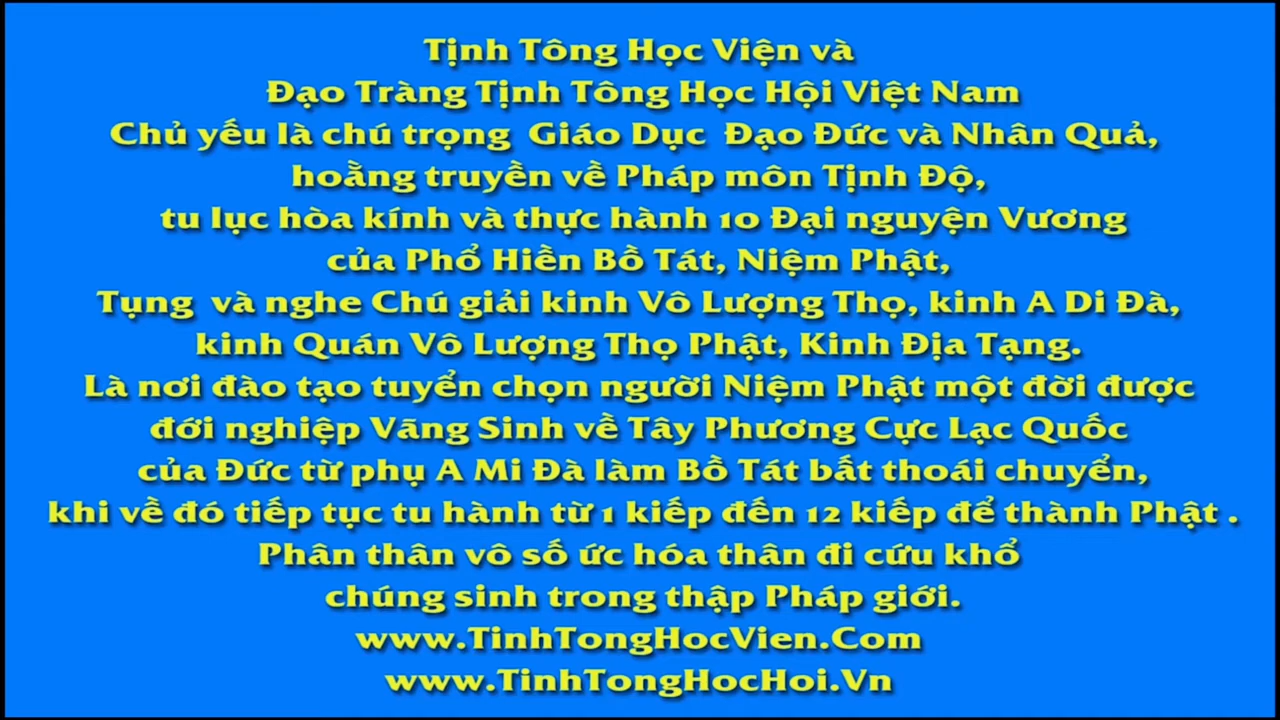 Tịnh Tông Học Viện và
Đạo Tràng Tịnh Tông Học Hội Việt Nam
Chủ yếu là chú trọng Giáo Dục Đạo Đức và Nhân Quả,
hoằng truyền về Pháp môn Tịnh Độ,
tu lục hòa kính và thực hành 10 Đại nguyện Vương
của Phổ Hiền Bồ Tát, Niệm Phật,
Tụng và nghe Chú giải kinh Vô Lượng Thọ, kinh A Di Đà,
kinh Quán Vô Lượng Thọ Phật, Kinh Địa Tạng.
Là nơi đào tạo tuyển chọn người Niệm Phật một đời được
đới nghiệp Vãng Sinh về Tây Phương Cực Lạc Quốc
của Đức từ phụ A Mi Đà làm Bồ Tát bất thoái chuyển,
khi về đó tiếp tục tu hành từ 1 kiếp đến 12 kiếp để thành Phật .
Phân thân vô số ức hóa thân đi cứu khổ
chúng sinh trong thập Pháp giới.
www.TinhTongHocVien.Com
www.TinhTongHocHoi.Vn